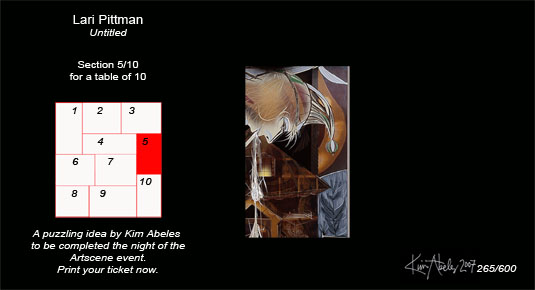 Lari Pittman
Untitled
Section 5/10
for a table of 10
1 2 3
4 5
6 7
10
8 9
A puzzling idea by Kim Abeles
to be completed the night of the
Artscene event.
Print your ticket now.
Kim Abeles 2007 265/600